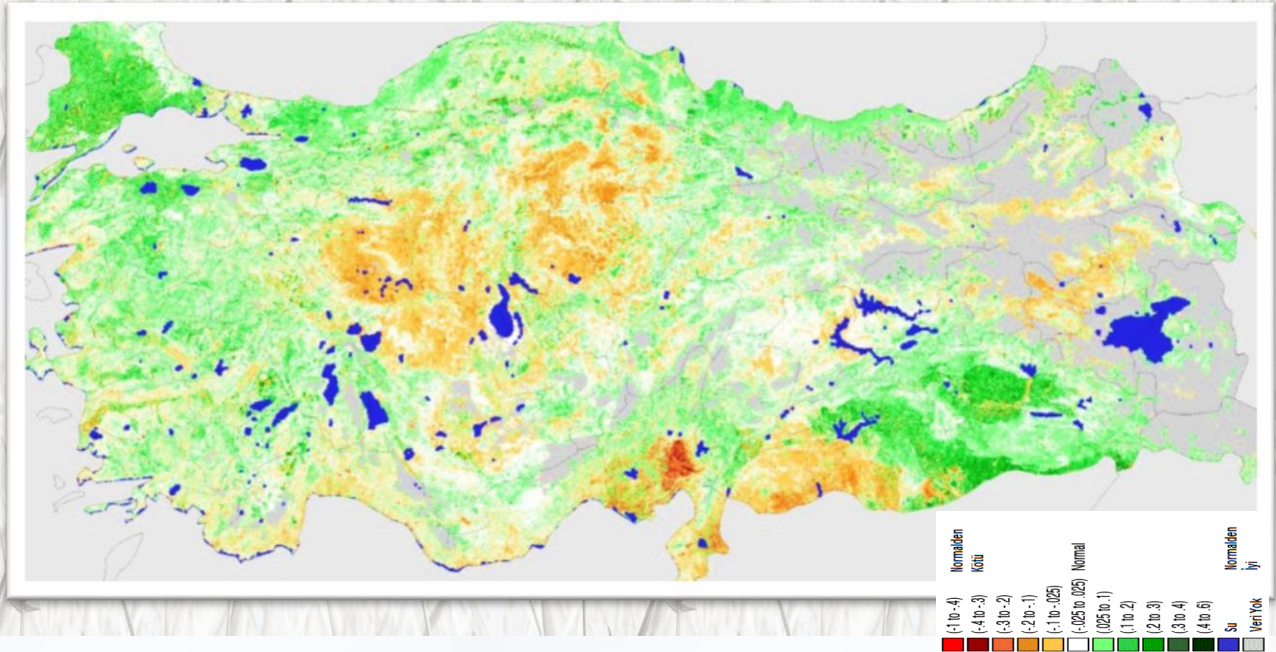 Normalden
Kötü
Normal
Normalden
İyi
(-1 to -4)
(-.4 to -.3)
(-.3 to -.2)
(-.2 to -.1)
(-.1 to -.025)
(-.025 to .025)
(.025 to .1)
(.1 to .2)
(.2 to .3)
(.3 to .4)
(.4 to .6)
Su
Veri Yok